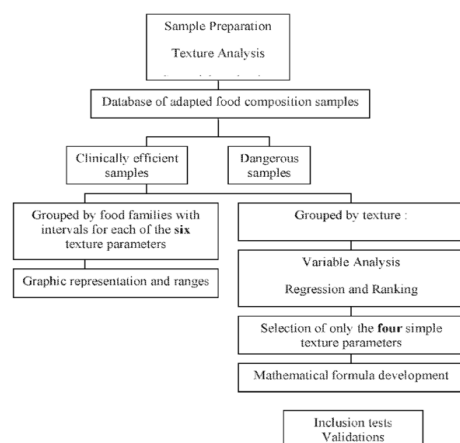 Sample Preparation
Texture Analysis
Database of adapted food composition samples
Clinically efficient
samples
Dangerous
samples
Grouped by food families with
intervals for each of the six
texture parameters
Graphic representation and ranges
Grouped by texture :
Variable Analysis
Regression and Ranking
Selection of only the four simple
texture parameters
Mathematical formula development
Inclusion tests
Validations